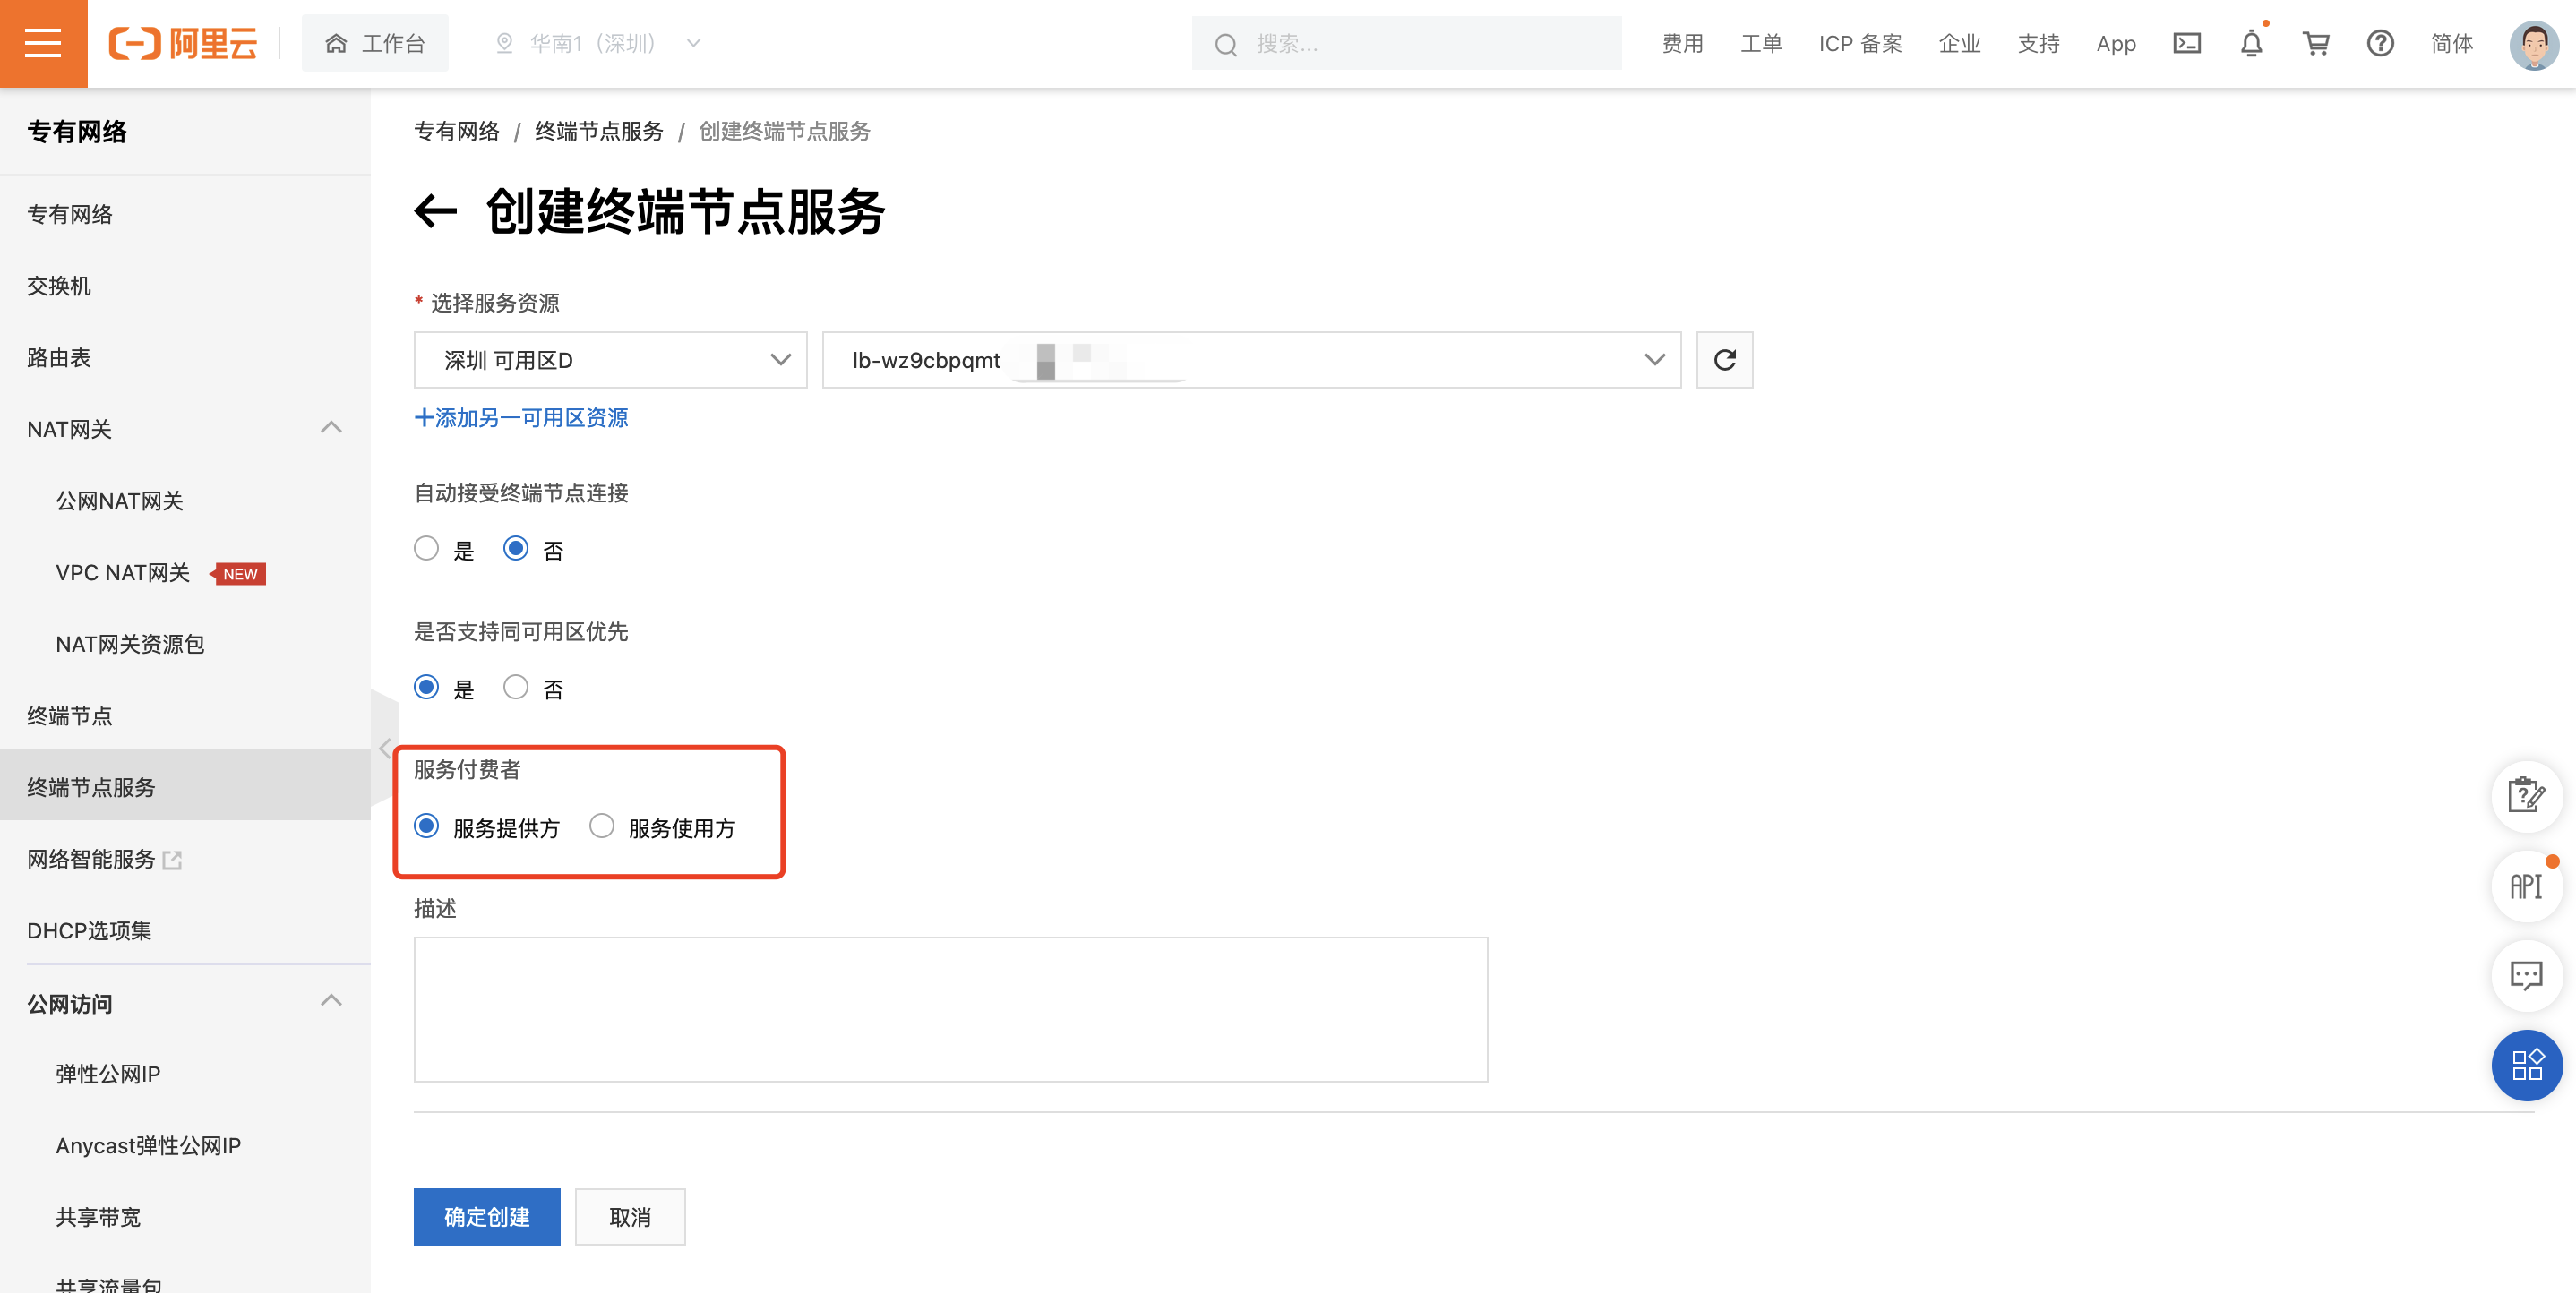 阿里云
工作台
华南1（深圳）
搜索...
费用
工单
ICP 备案
企业
支持
App
简体
专有网络
专有网络
交换机
路由表
NAT网关
公网NAT网关
VPC NAT网关 NEW
NAT网关资源包
终端节点
终端节点服务
网络智能服务
DHCP选项集
公网访问
弹性公网IP
Anycast弹性公网IP
共享带宽
共享流量包
专有网络 / 终端节点服务 / 创建终端节点服务
创建终端节点服务
* 选择服务资源
深圳 可用区D
lb-wz9cbpqmt
+添加另一可用区资源
自动接受终端节点连接
是 否
是否支持同可用区优先
是 否
服务付费者
服务提供方 服务使用方
描述
确定创建 取消
API